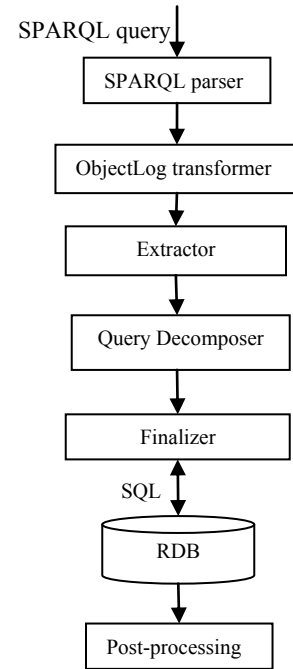 SPARQL query
SPARQL parser
ObjectLog transformer
Extractor
Query Decomposer
Finalizer
SQL
RDB
Post-processing